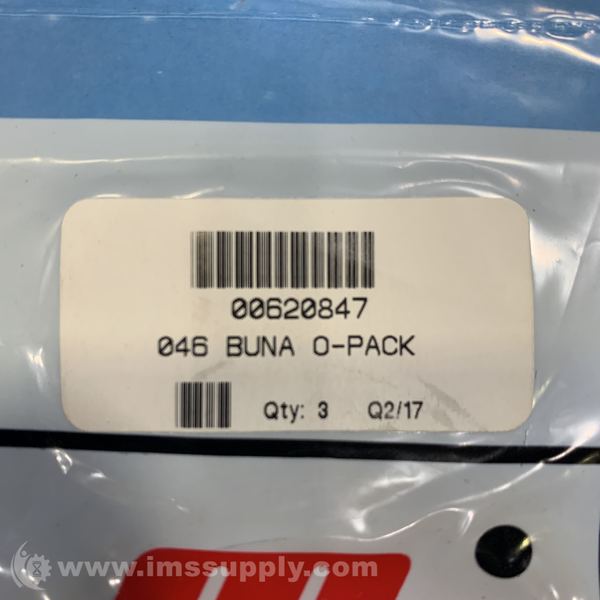 00620847
046 BUNA O-PACK
Qty: 3 Q2/17
www.imssupply.com